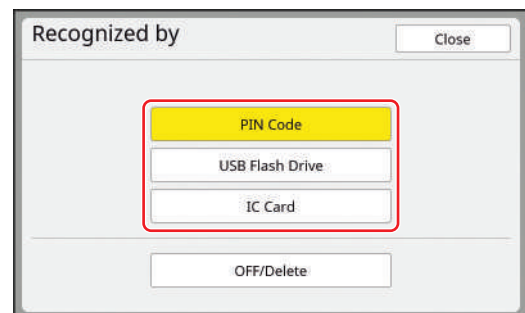 Recognized by
Close
PIN Code
USB Flash Drive
IC Card
OFF/Delete